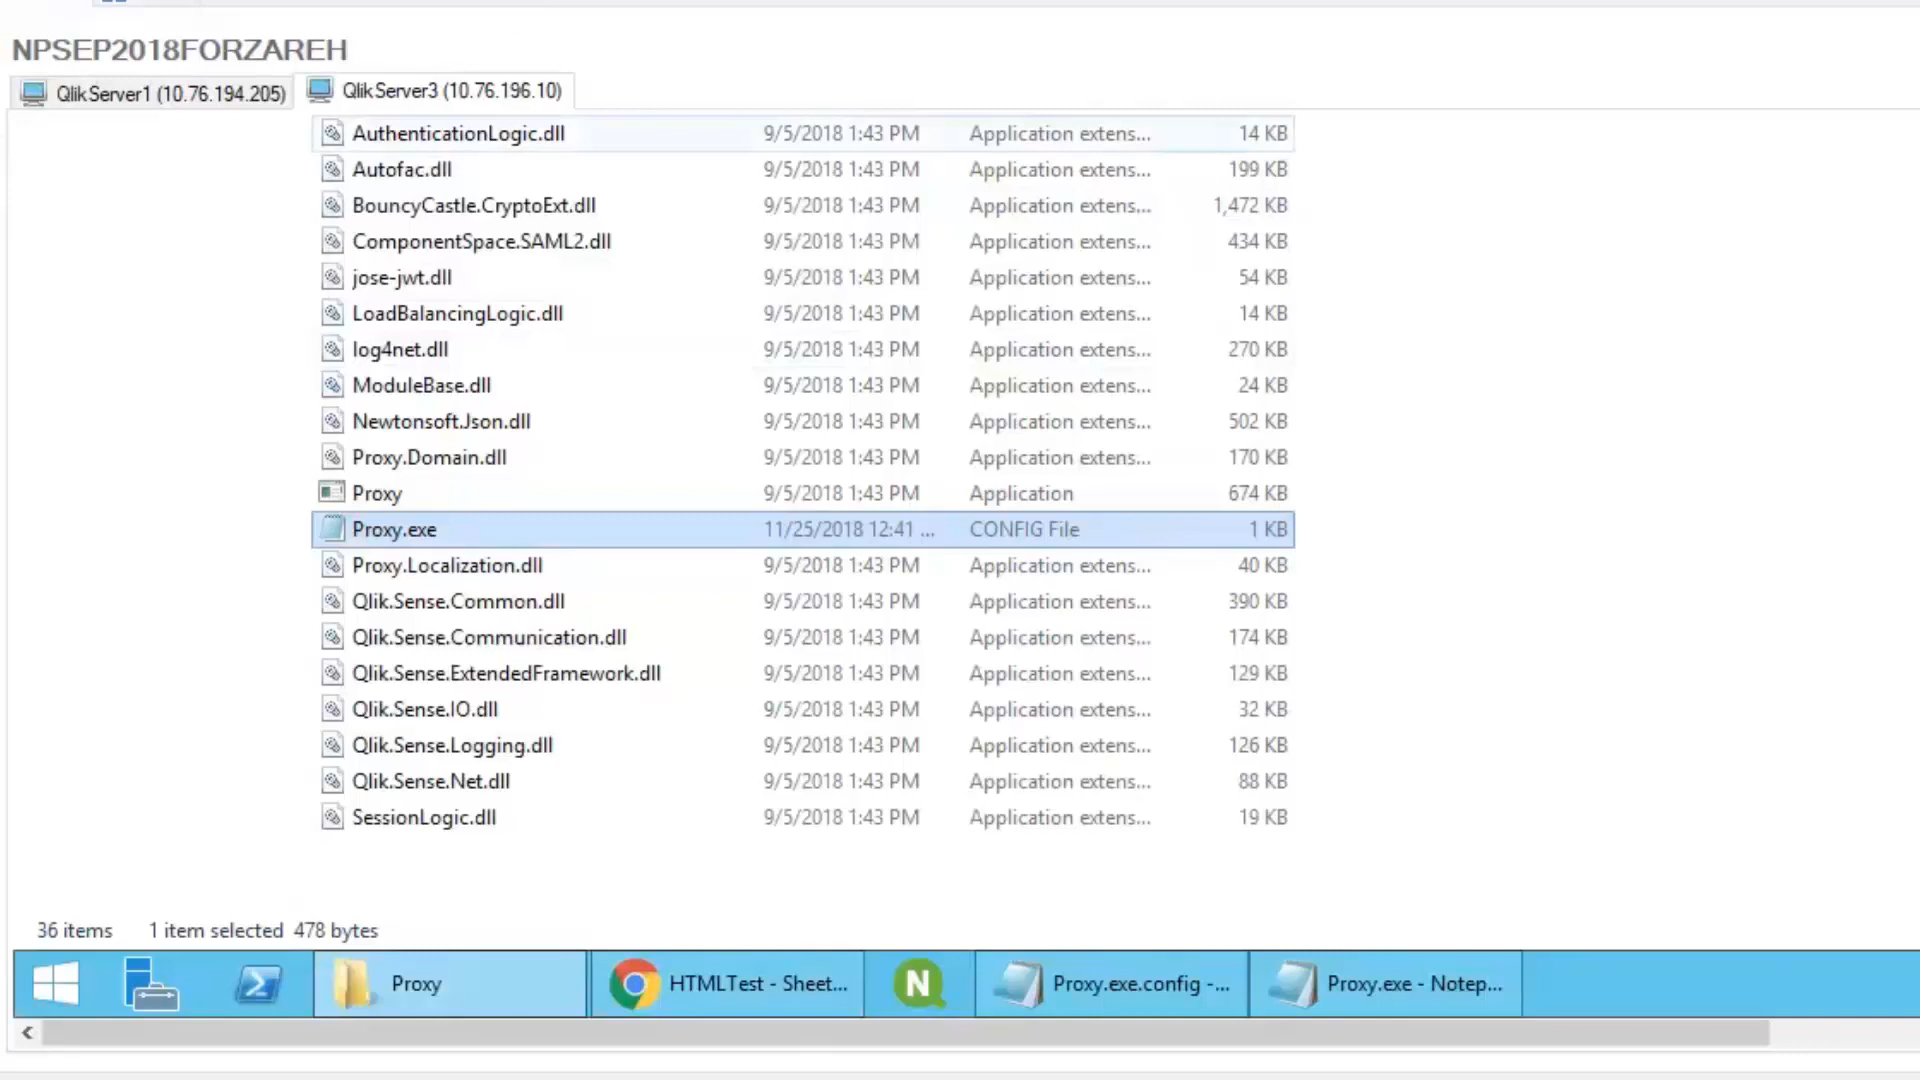 NPSEP2018FORZAREH
QlikServer1 (10.76.194.205) QlikServer3 (10.76.196.10)
AuthenticationLogic.dll 9/5/2018 1:43 PM Application extens... 14 KB
Autofac.dll 9/5/2018 1:43 PM Application extens... 199 KB
BouncyCastle.CryptoExt.dll 9/5/2018 1:43 PM Application extens... 1,472 KB
ComponentSpace.SAML2.dll 9/5/2018 1:43 PM Application extens... 434 KB
jose-jwt.dll 9/5/2018 1:43 PM Application extens... 54 KB
LoadBalancingLogic.dll 9/5/2018 1:43 PM Application extens... 14 KB
log4net.dll 9/5/2018 1:43 PM Application extens... 270 KB
ModuleBase.dll 9/5/2018 1:43 PM Application extens... 24 KB
Newtonsoft.Json.dll 9/5/2018 1:43 PM Application extens... 502 KB
Proxy.Domain.dll 9/5/2018 1:43 PM Application extens... 170 KB
Proxy 9/5/2018 1:43 PM Application 674 KB
Proxy.exe 11/25/2018 12:41 ... CONFIG File 1 KB
Proxy.Localization.dll 9/5/2018 1:43 PM Application extens... 40 KB
Qlik.Sense.Common.dll 9/5/2018 1:43 PM Application extens... 390 KB
Qlik.Sense.Communication.dll 9/5/2018 1:43 PM Application extens... 174 KB
Qlik.Sense.ExtendedFramework.dll 9/5/2018 1:43 PM Application extens... 129 KB
Qlik.Sense.IO.dll 9/5/2018 1:43 PM Application extens... 32 KB
Qlik.Sense.Logging.dll 9/5/2018 1:43 PM Application extens... 126 KB
Qlik.Sense.Net.dll 9/5/2018 1:43 PM Application extens... 88 KB
SessionLogic.dll 9/5/2018 1:43 PM Application extens... 19 KB
36 items 1 item selected 478 bytes
Proxy HTMLTest - Sheet... N Proxy.exe.config -... Proxy.exe - Notep...